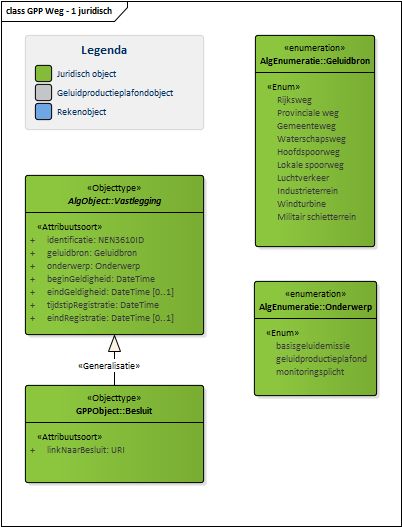 class GPP Weg - 1 juridisch
Legenda
Juridisch object
Geluidproductieplafondobject
Rekenobject
«enumeration»
AlgEnumeratie::Geluidbron
«Enum»
Rijksweg
Provinciale weg
Gemeenteweg
Waterschapsweg
Hoofdspoorweg
Lokale spoorweg
Luchtverkeer
Industrieterrein
Windturbine
Militair schietterrein
«Objecttype»
AlgObject::Vastlegging
«Attribuutsoort»
+ identificatie: NEN3610ID
+ geluidbron: Geluidbron
+ onderwerp: Onderwerp
+ beginGeldigheid: DateTime
+ eindGeldigheid: DateTime [0..1]
+ tijdstipRegistratie: DateTime
+ eindRegistratie: DateTime [0..1]
«enumeration»
AlgEnumeratie::Onderwerp
«Enum»
basisgeluidemissie
geluidproductieplafond
monitoringsplicht
«Generalisatie»
«Objecttype»
GPPObject::Besluit
«Attribuutsoort»
+ linkNaarBesluit: URI